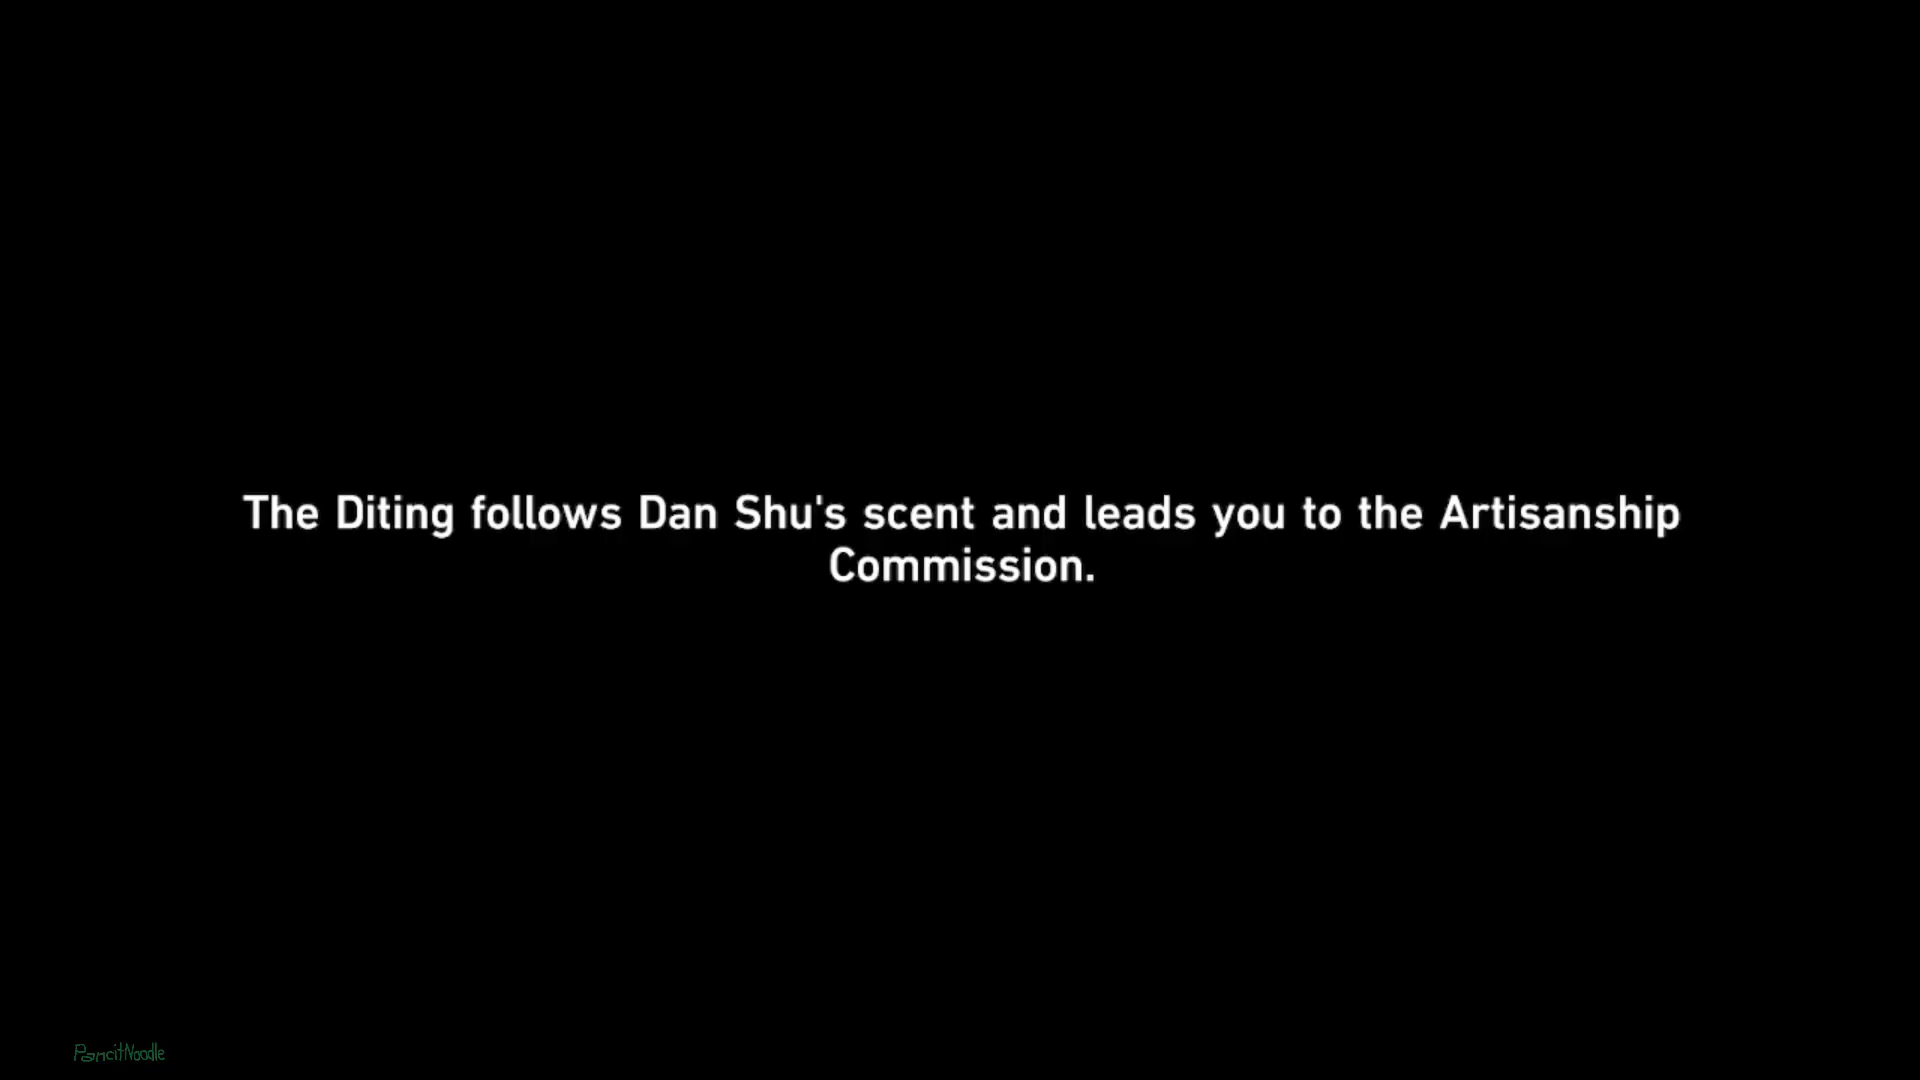 The Diting follows Dan Shu's scent and leads you to the Artisanship
Commission.
PancitNoodle